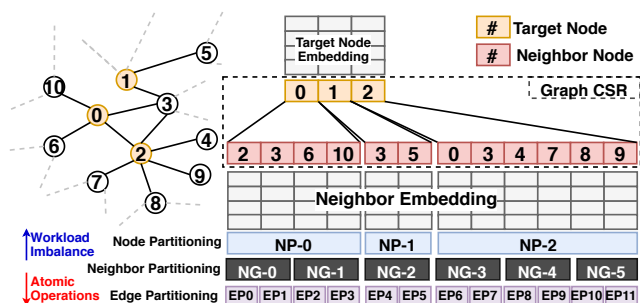 5
1
10
3
0
2
4
6
9
7
8
Target Node
Embedding
# Target Node
# Neighbor Node
Graph CSR
0 1 2
2 3 6 10 3 5 0 3 4 7 8 9
Neighbor Embedding
Workload
Imbalance
Atomic
Operations
Node Partitioning NP-0 NP-1 NP-2
Neighbor Partitioning NG-0 NG-1 NG-2 NG-3 NG-4 NG-5
Edge Partitioning EP0 EP1 EP2 EP3 EP4 EP5 EP6 EP7 EP8 EP9 EP10 EP11